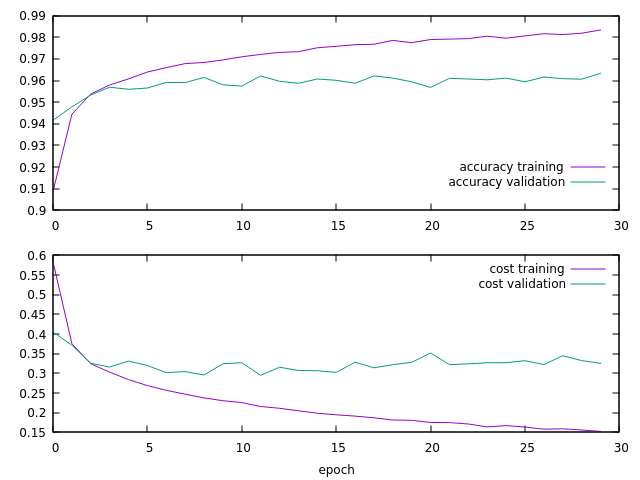 0.99
0.98
0.97
0.96
0.95
0.94
0.93
0.92
0.91
0.9
accuracy training
accuracy validation
0 5 10 15 20 25 30
0.6
0.55
0.5
0.45
0.4
0.35
0.3
0.25
0.2
0.15
cost training
cost validation
0 5 10 15 20 25 30
epoch